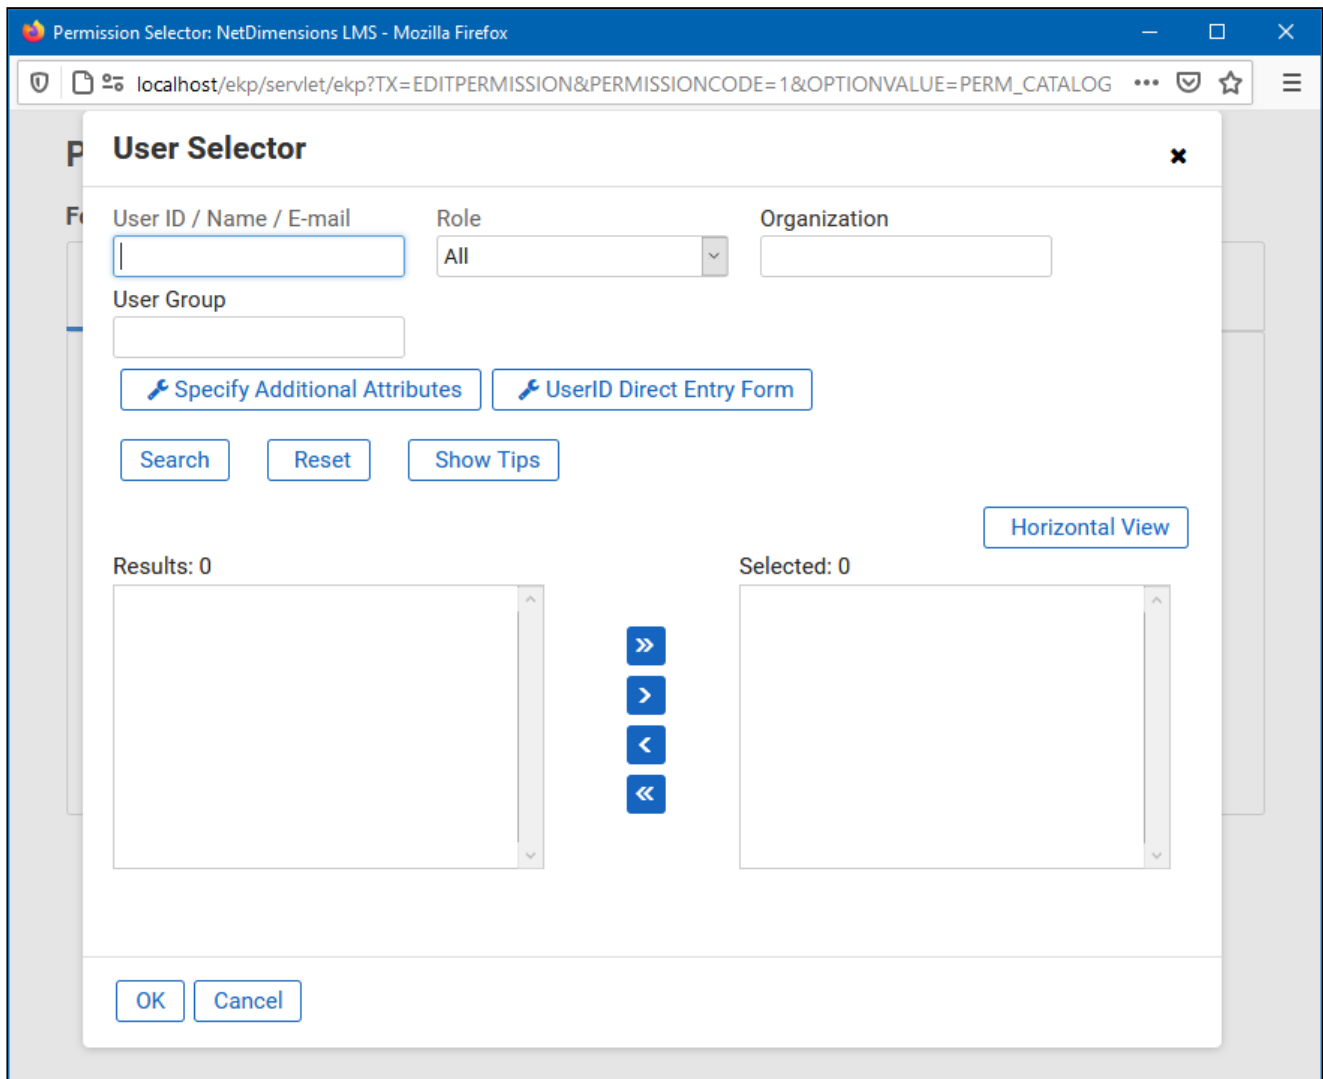 Permission Selector: NetDimensions LMS - Mozilla Firefox
localhost/ekp/servlet/ekp?TX=EDITPERMISSION&PERMISSIONCODE=1&OPTIONVALUE=PERM_CATALOG
User Selector
User ID / Name / E-mail Role Organization
All
User Group
Specify Additional Attributes UserID Direct Entry Form
Search Reset Show Tips
Horizontal View
Results: 0 Selected: 0
OK Cancel